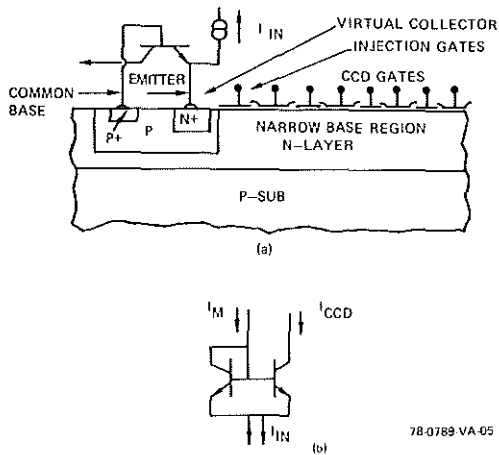 I IN
VIRTUAL COLLECTOR
INJECTION GATES
COMMON BASE
EMITTER
CCD GATES
P+
P
N+
NARROW BASE REGION
N-LAYER
P-SUB
(a)
I M
I CCD
I IN
(b)
78-0789-VA-05